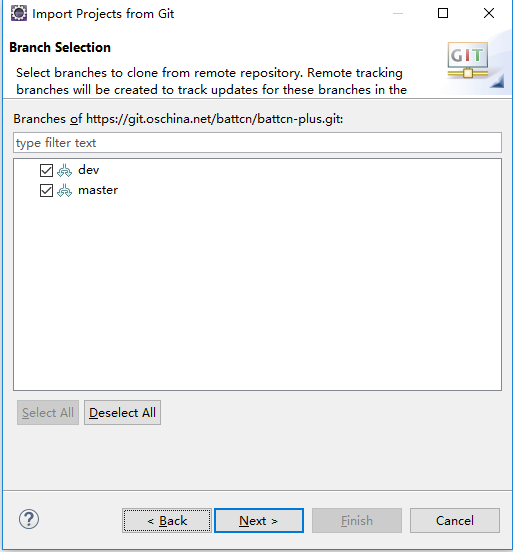 Import Projects from Git
Branch Selection
GIT
Select branches to clone from remote repository. Remote tracking
branches will be created to track updates for these branches in the
Branches of https://git.oschina.net/battcn/battcn-plus.git:
type filter text
dev
master
Select All
Deselect All
?
< Back
Next >
Finish
Cancel